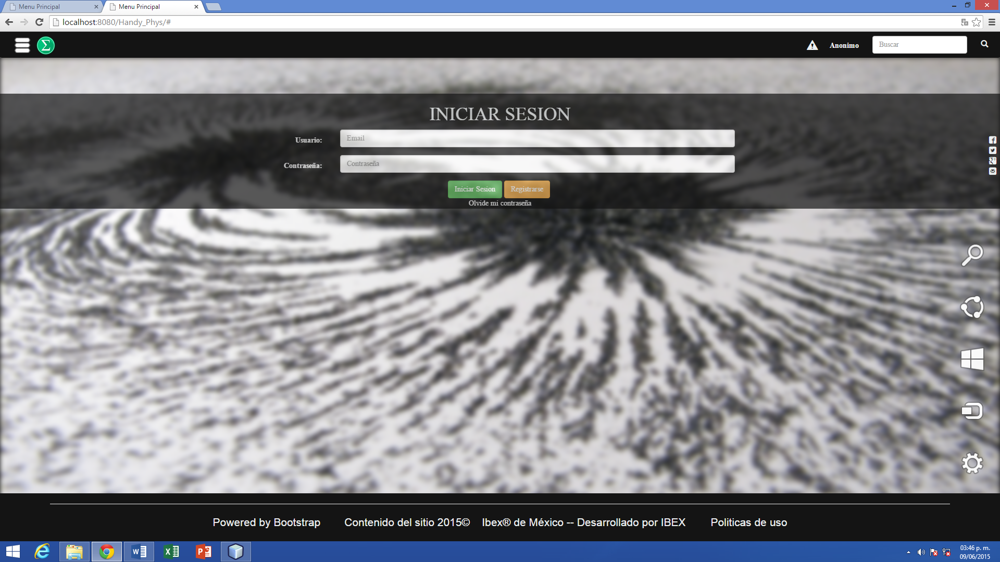 Menu Principal
Menu Principal
localhost:8080/Handy_Phys/#
Σ
Anonimo
Buscar
INICIAR SESION
Usuario:
Email
Contraseña:
Contraseña
Iniciar Sesion
Registrarse
Olvide mi contraseña
Powered by Bootstrap Contenido del sitio 2015© Ibex® de México -- Desarrollado por IBEX Politicas de uso
03:46 p. m.
09/06/2015